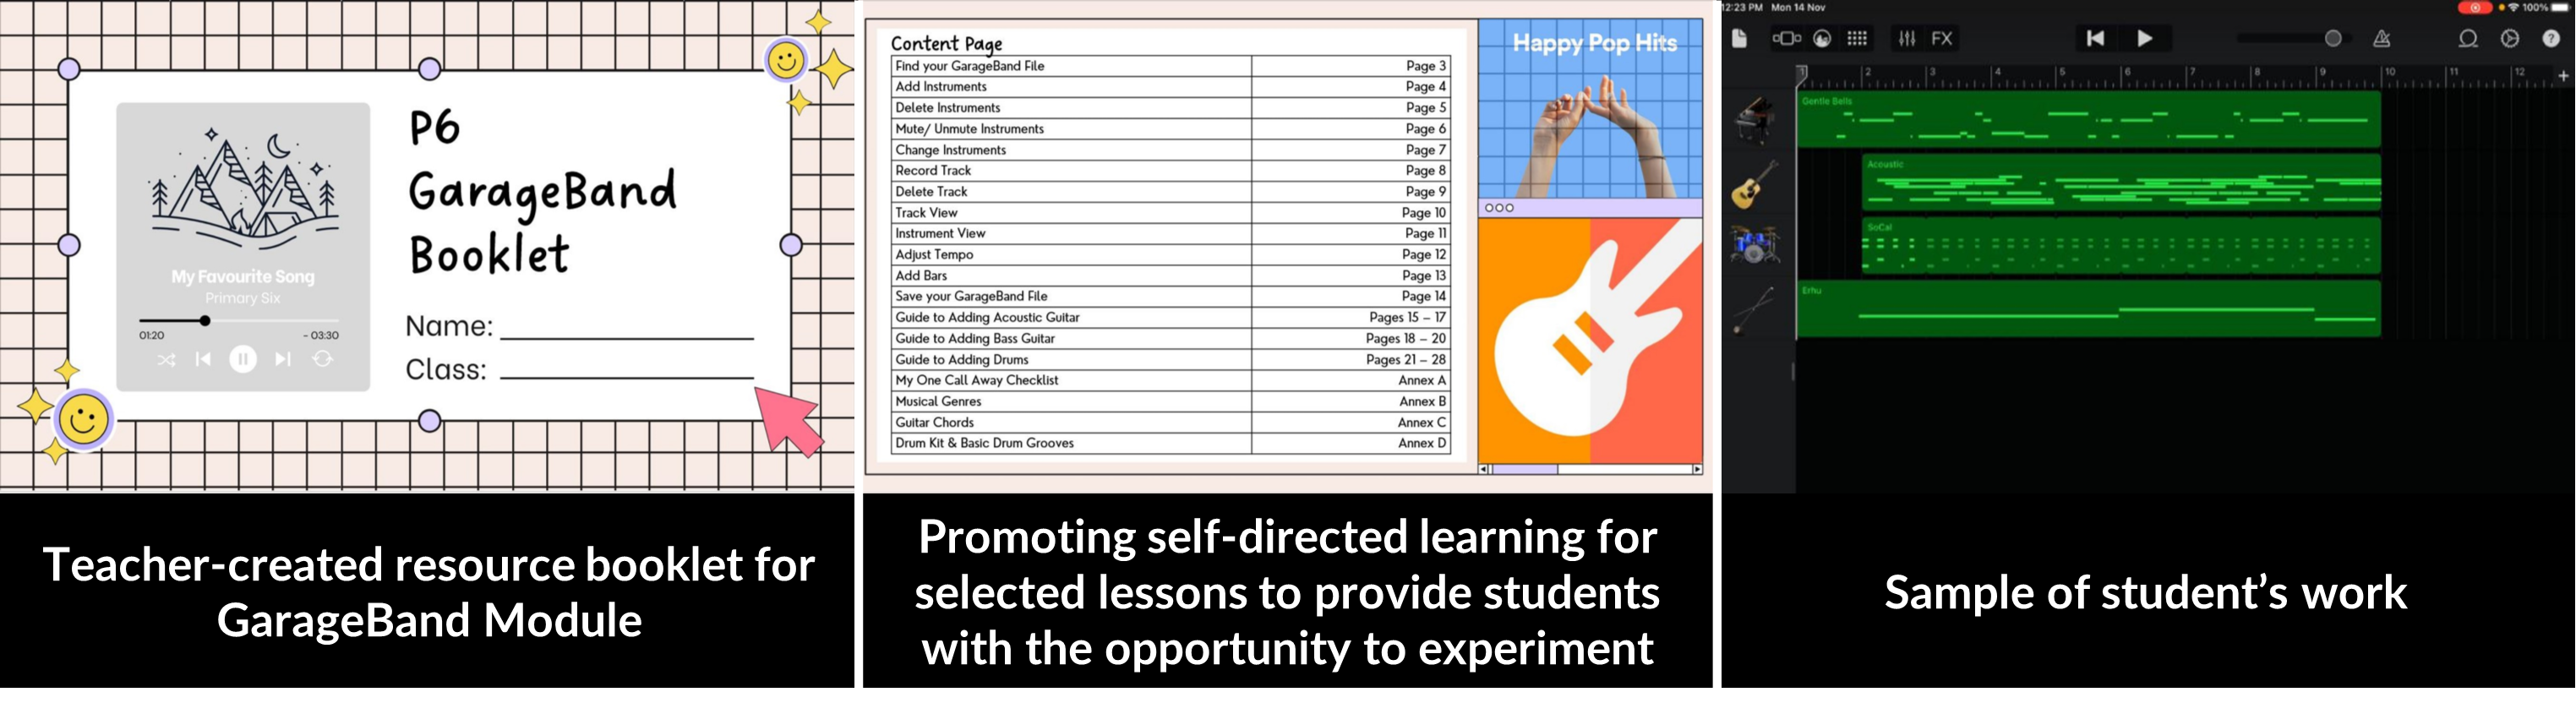 P6
GarageBand
Booklet
My Favourite Song
Primary Six
01:20
- 03:30
Name:
Class:
Teacher-created resource booklet for
GarageBand Module
Content Page
Find your GarageBand File Page 3
Add Instruments Page 4
Delete Instruments Page 5
Mute/ Unmute Instruments Page 6
Change Instruments Page 7
Record Track Page 8
Delete Track Page 9
Track View Page 10
Instrument View Page 11
Adjust Tempo Page 12
Add Bars Page 13
Save your GarageBand File Page 14
Guide to Adding Acoustic Guitar Pages 15 – 17
Guide to Adding Bass Guitar Pages 18 – 20
Guide to Adding Drums Pages 21 – 28
My One Call Away Checklist Annex A
Musical Genres Annex B
Guitar Chords Annex C
Drum Kit & Basic Drum Grooves Annex D
Happy Pop Hits
Promoting self-directed learning for
selected lessons to provide students
with the opportunity to experiment
12:23 PM Mon 14 Nov
100%
FX
?
1 2 3 4 5 6 7 8 9 10 11 12 +
Gentle Bells
Acoustic
SoCal
Erhu
Sample of student's work